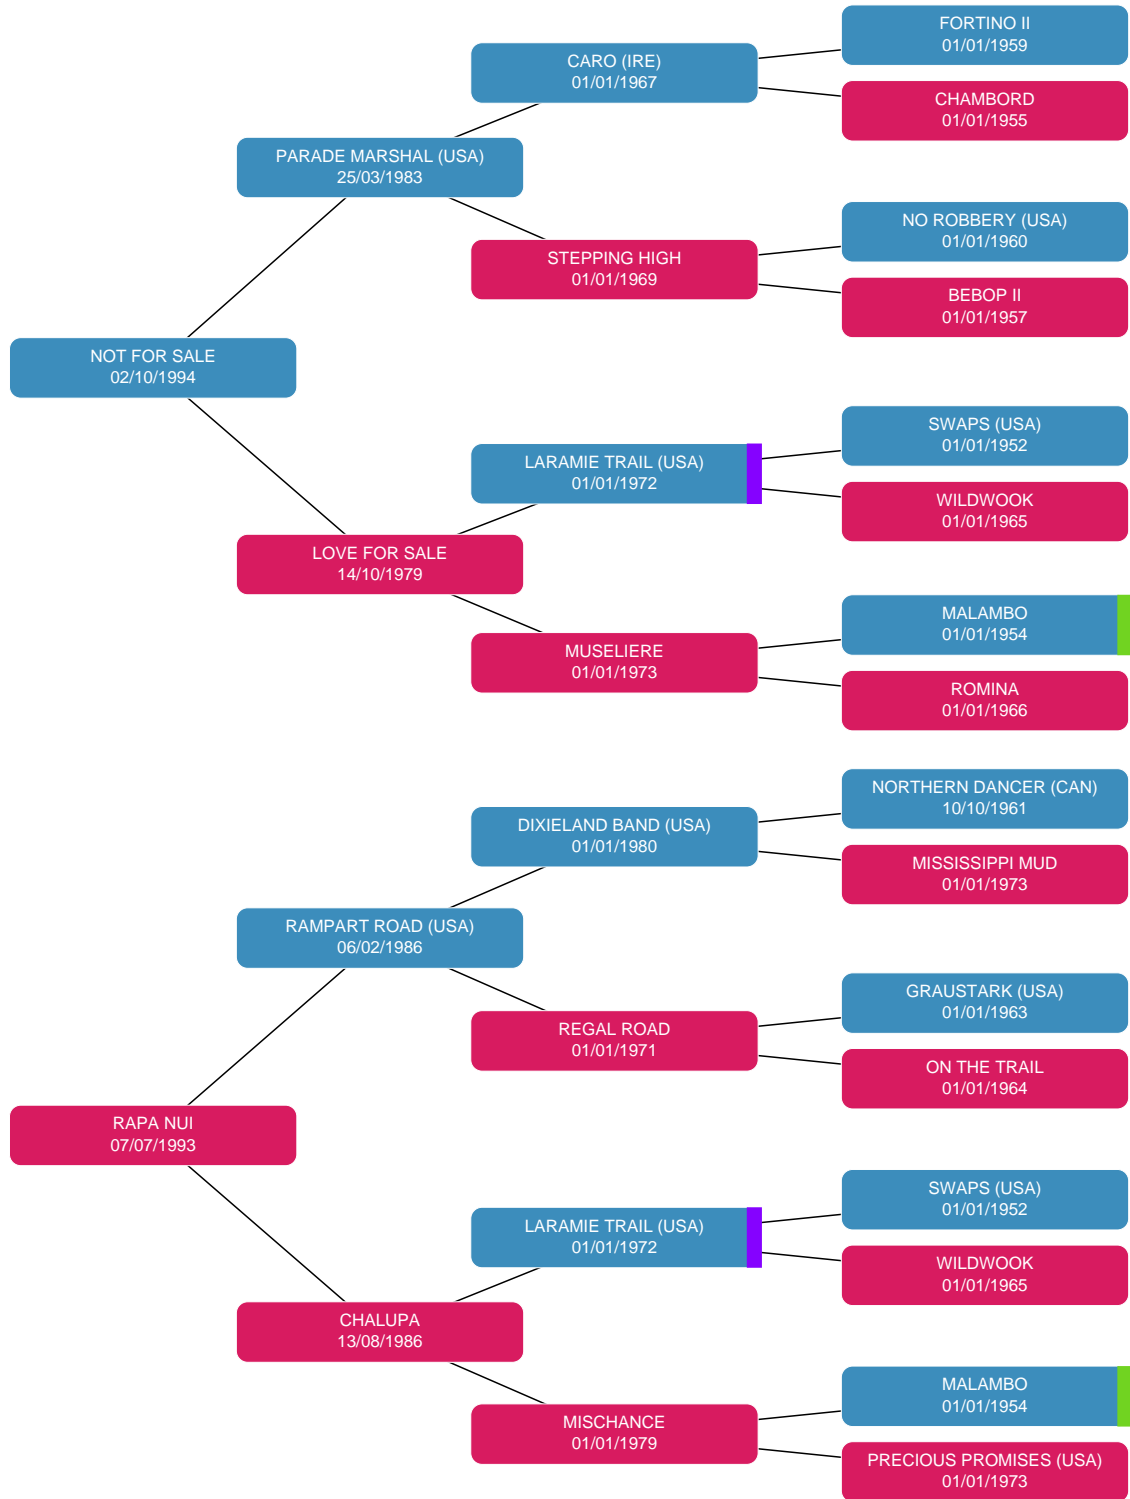 FORTINO II
01/01/1959
CARO (IRE)
01/01/1967
CHAMBORD
01/01/1955
PARADE MARSHAL (USA)
25/03/1983
NO ROBBERY (USA)
01/01/1960
STEPPING HIGH
01/01/1969
BEBOP II
01/01/1957
NOT FOR SALE
02/10/1994
SWAPS (USA)
01/01/1952
LARAMIE TRAIL (USA)
01/01/1972
WILDWOOK
01/01/1965
LOVE FOR SALE
14/10/1979
MALAMBO
01/01/1954
MUSELIERE
01/01/1973
ROMINA
01/01/1966
NORTHERN DANCER (CAN)
10/10/1961
DIXIELAND BAND (USA)
01/01/1980
MISSISSIPPI MUD
01/01/1973
RAMPART ROAD (USA)
06/02/1986
GRAUSTARK (USA)
01/01/1963
REGAL ROAD
01/01/1971
ON THE TRAIL
01/01/1964
RAPA NUI
07/07/1993
SWAPS (USA)
01/01/1952
LARAMIE TRAIL (USA)
01/01/1972
WILDWOOK
01/01/1965
CHALUPA
13/08/1986
MALAMBO
01/01/1954
MISCHANCE
01/01/1979
PRECIOUS PROMISES (USA)
01/01/1973